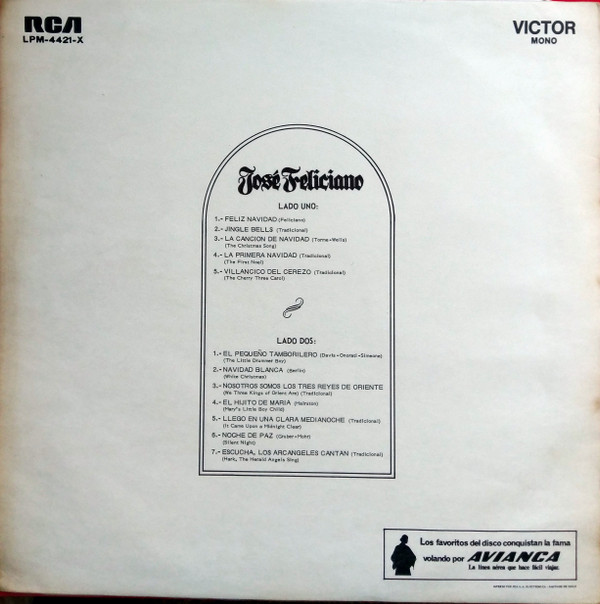 RCA
LPM-4421-X
VICTOR
MONO
José Feliciano
LADO UNO:
1.- FELIZ NAVIDAD (Feliciano)
2.- JINGLE BELLS (Tradicional)
3.- LA CANCION DE NAVIDAD (Torme-Wells)
(The Christmas Song)
4.- LA PRIMERA NAVIDAD (Tradicional)
(The First Noel)
5.- VILLANCICO DEL CEREZO (Tradicional)
(The Cherry Three Carol)
LADO DOS:
1.- EL PEQUEÑO TAMBORILERO (Davis-Onorad-Simeone)
(The Little Drummer Boy)
2.- NAVIDAD BLANCA (Berlin)
(White Christmas)
3.- NOSOTROS SOMOS LOS TRES REYES DE ORIENTE
(We Three Kings of Orient Are) (Tradicional)
4.- EL HIJITO DE MARIA (Hairston)
(Mary's Little Boy Child)
5.- LLEGO EN UNA CLARA MEDIANOCHE (Tradicional)
(It Came Upon a Midnight Clear)
6.- NOCHE DE PAZ (Gruber-Mohr)
(Silent Night)
7.- ESCUCHA, LOS ARCANGELES CANTAN (Tradicional)
(Hark, The Herald Angels Sing)
Los favoritos del disco conquistan la fama
volando por AVIANCA
La línea aérea que hace fácil viajar.